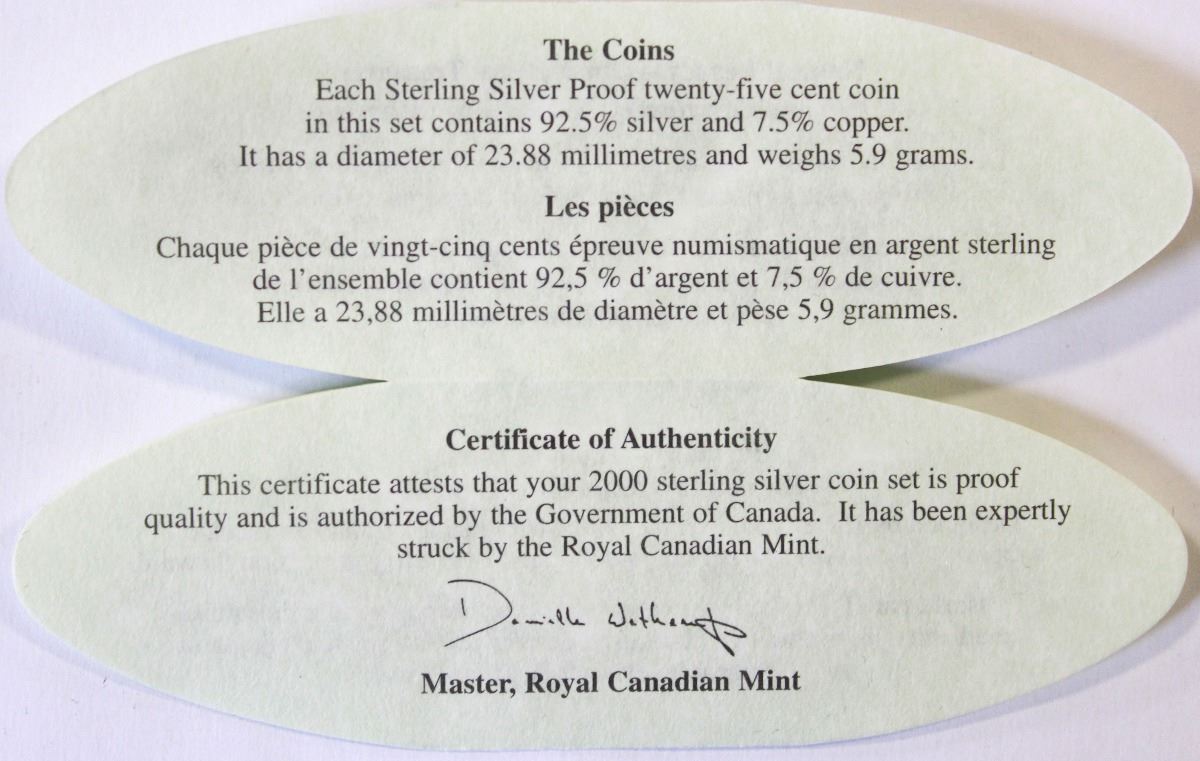 The Coins
Each Sterling Silver Proof twenty-five cent coin
in this set contains 92.5% silver and 7.5% copper.
It has a diameter of 23.88 millimetres and weighs 5.9 grams.
Les pièces
Chaque pièce de vingt-cinq cents épreuve numismatique en argent sterling
de l'ensemble contient 92,5 % d'argent et 7,5 % de cuivre.
Elle a 23,88 millimètres de diamètre et pèse 5,9 grammes.
Certificate of Authenticity
This certificate attests that your 2000 sterling silver coin set is proof
quality and is authorized by the Government of Canada. It has been expertly
struck by the Royal Canadian Mint.
Danielle
Master, Royal Canadian Mint